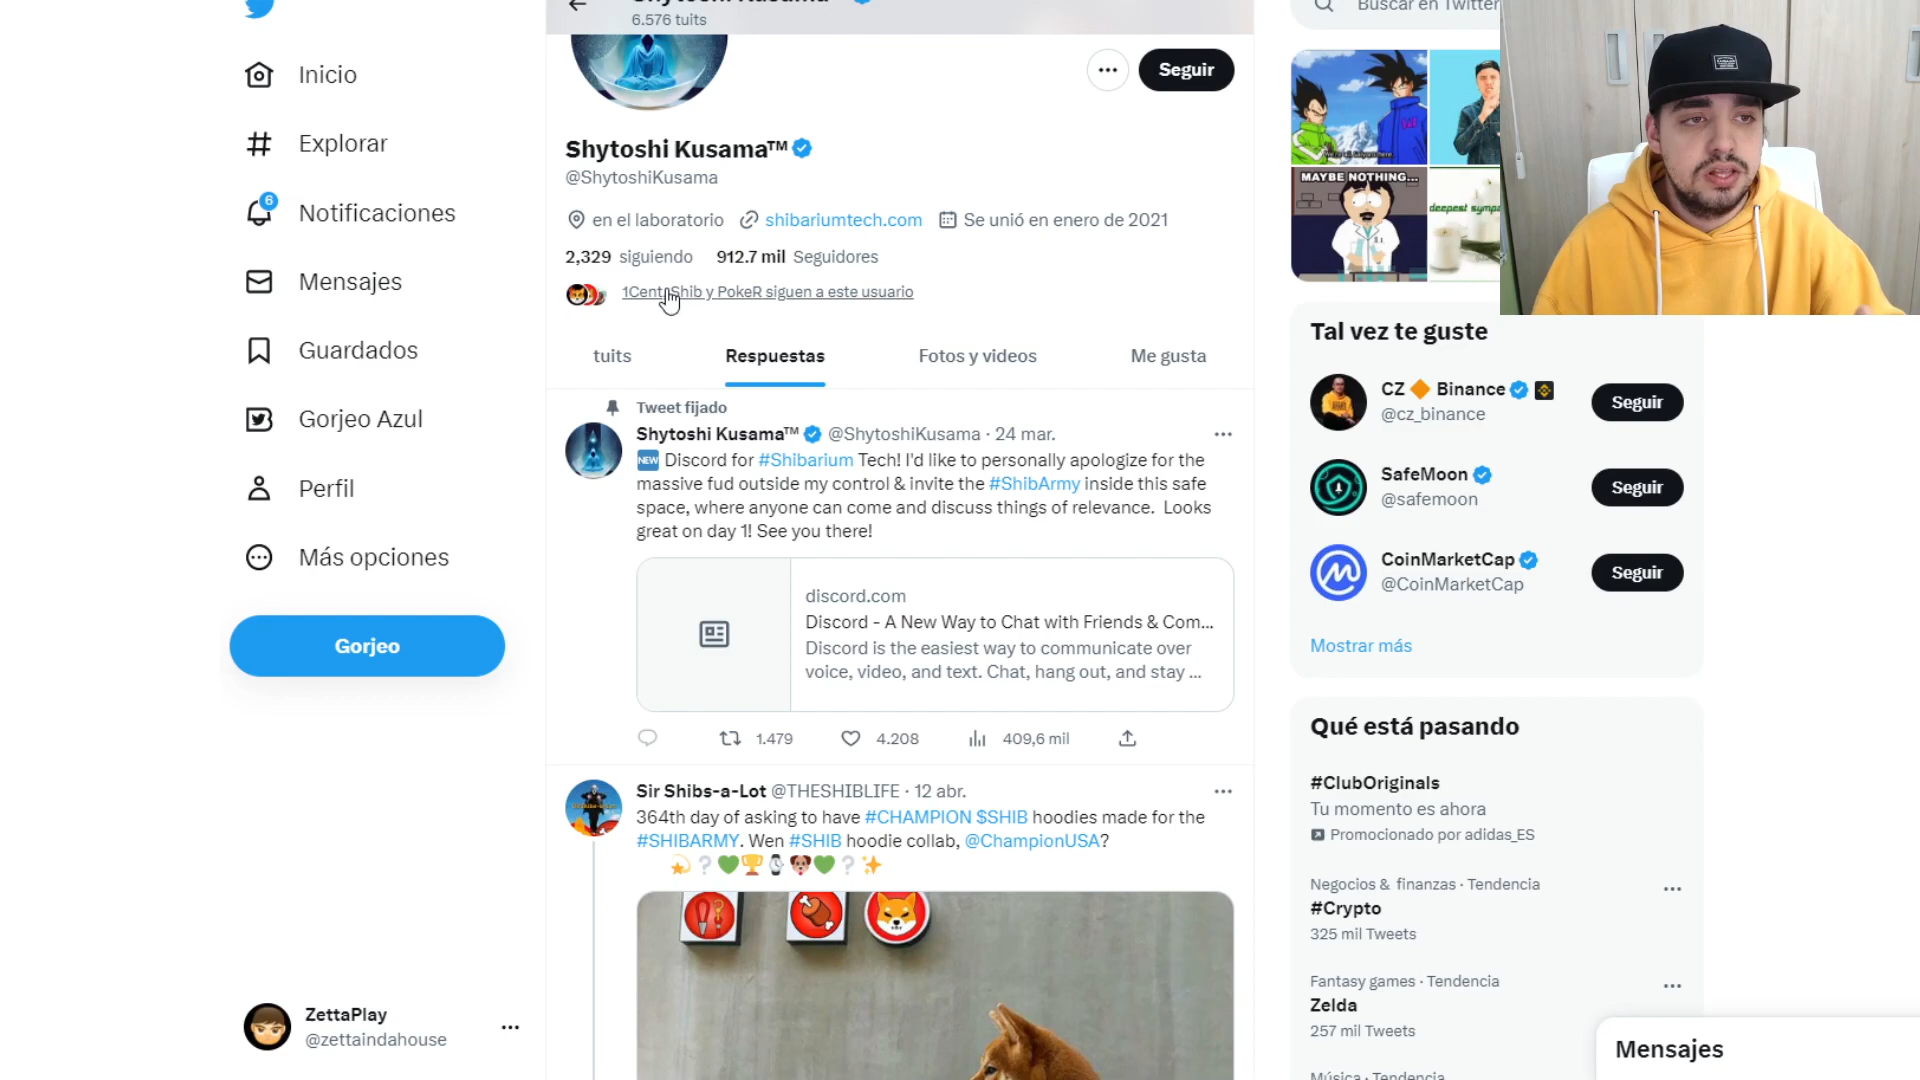 6.576 tuits
Buscar en Twitter
Inicio
Explorar
6
Notificaciones
Mensajes
Guardados
Gorjeo Azul
Perfil
Más opciones
Gorjeo
ZettaPlay
@zettaindahouse
Seguir
Shytoshi Kusama™
@ShytoshiKusama
en el laboratorio shibariumtech.com Se unió en enero de 2021
2,329 siguiendo 912.7 mil Seguidores
1Cent Shib y PokeR siguen a este usuario
tuits Respuestas Fotos y videos Me gusta
Tweet fijado
Shytoshi Kusama™ @ShytoshiKusama · 24 mar.
NEW Discord for #Shibarium Tech! I'd like to personally apologize for the
massive fud outside my control & invite the #ShibArmy inside this safe
space, where anyone can come and discuss things of relevance. Looks
great on day 1! See you there!
discord.com
Discord - A New Way to Chat with Friends & Com...
Discord is the easiest way to communicate over
voice, video, and text. Chat, hang out, and stay ...
1.479 4.208 409,6 mil
Sir Shibs-a-Lot @THESHIBLIFE · 12 abr.
364th day of asking to have #CHAMPION $SHIB hoodies made for the
#SHIBARMY. Wen #SHIB hoodie collab, @ChampionUSA?
MAYBE NOTHING...
deepest
Tal vez te guste
CZ 🔶 Binance
@cz_binance
Seguir
SafeMoon
@safemoon
Seguir
CoinMarketCap
@CoinMarketCap
Seguir
Mostrar más
Qué está pasando
#ClubOriginals
Tu momento es ahora
Promocionado por adidas_ES
Negocios & finanzas · Tendencia
#Crypto
325 mil Tweets
Fantasy games · Tendencia
Zelda
257 mil Tweets
Música · Tendencia
Mensajes